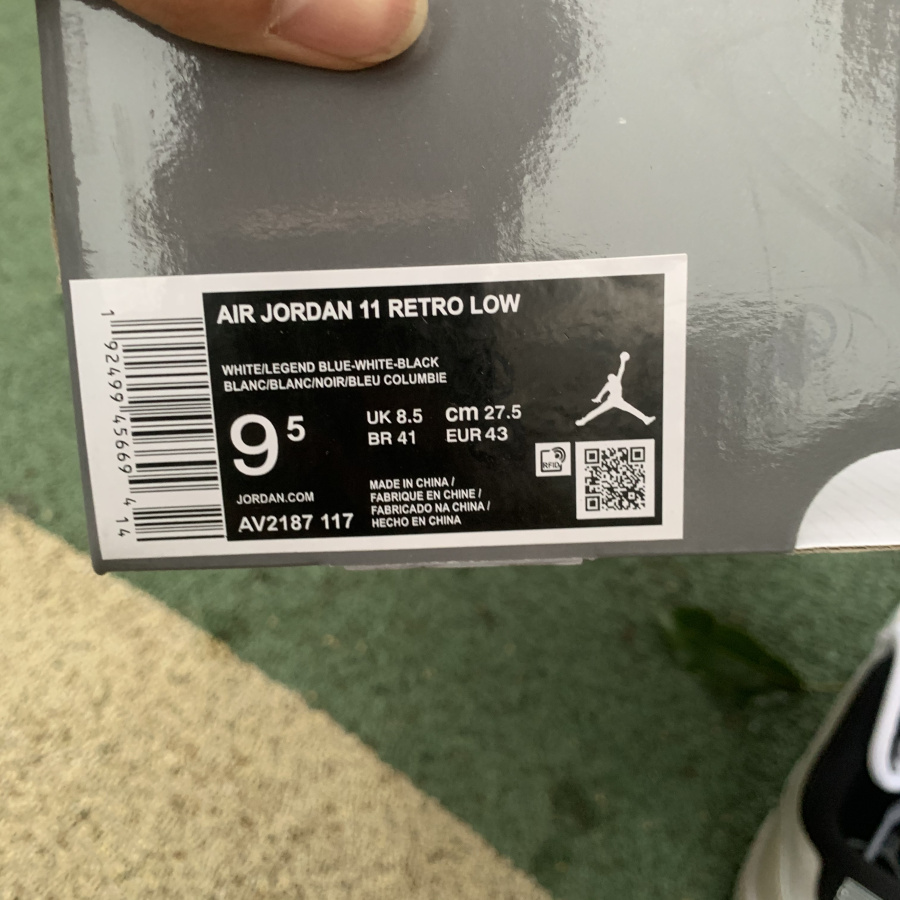 AIR JORDAN 11 RETRO LOW
WHITE/LEGEND BLUE-WHITE-BLACK
BLANC/BLANC/NOIR/BLEU COLUMBIE
9 5
UK 8.5 cm 27.5
BR 41 EUR 43
RFID
JORDAN.COM
AV2187 117
MADE IN CHINA /
FABRIQUE EN CHINE /
FABRICADO NA CHINA /
HECHO EN CHINA
1 92499 45669 4 14